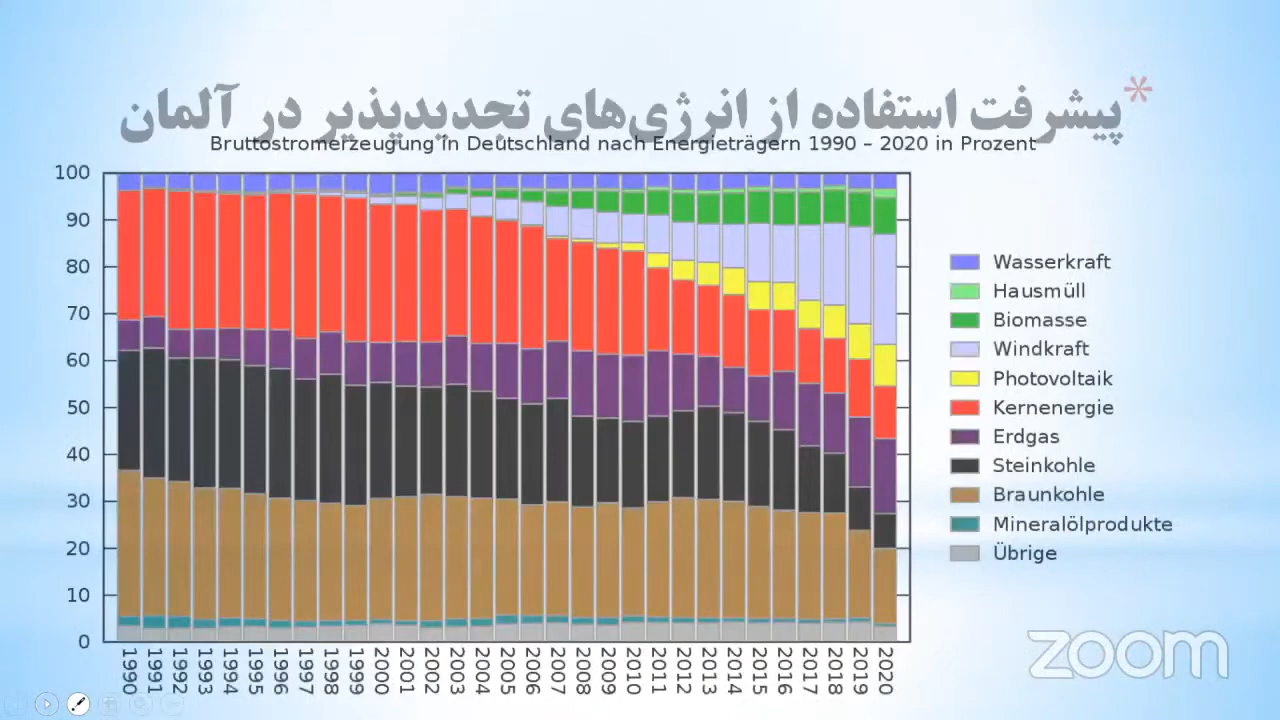 *پیشرفت استفاده از انرژی‌های تجدیدپذیر در آلمان
Bruttostromerzeugung in Deutschland nach Energieträgern 1990 – 2020 in Prozent
100
90
80
70
60
50
40
30
20
10
0
1990 1991 1992 1993 1994 1995 1996 1997 1998 1999 2000 2001 2002 2003 2004 2005 2006 2007 2008 2009 2010 2011 2012 2013 2014 2015 2016 2017 2018 2019 2020
Wasserkraft
Hausmüll
Biomasse
Windkraft
Photovoltaik
Kernenergie
Erdgas
Steinkohle
Braunkohle
Mineralölprodukte
Übrige
zoom